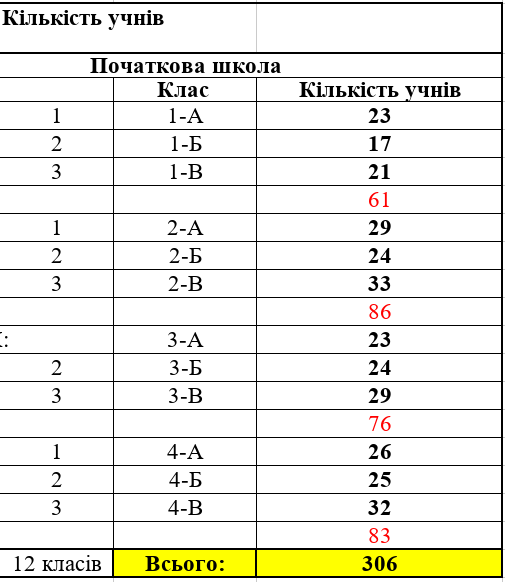 Кількість учнів
Початкова школа
Клас Кількість учнів
1 1-А 23
2 1-Б 17
3 1-В 21
61
1 2-А 29
2 2-Б 24
3 2-В 33
86
3-А 23
2 3-Б 24
3 3-В 29
76
1 4-А 26
2 4-Б 25
3 4-В 32
83
12 класів Всього: 306